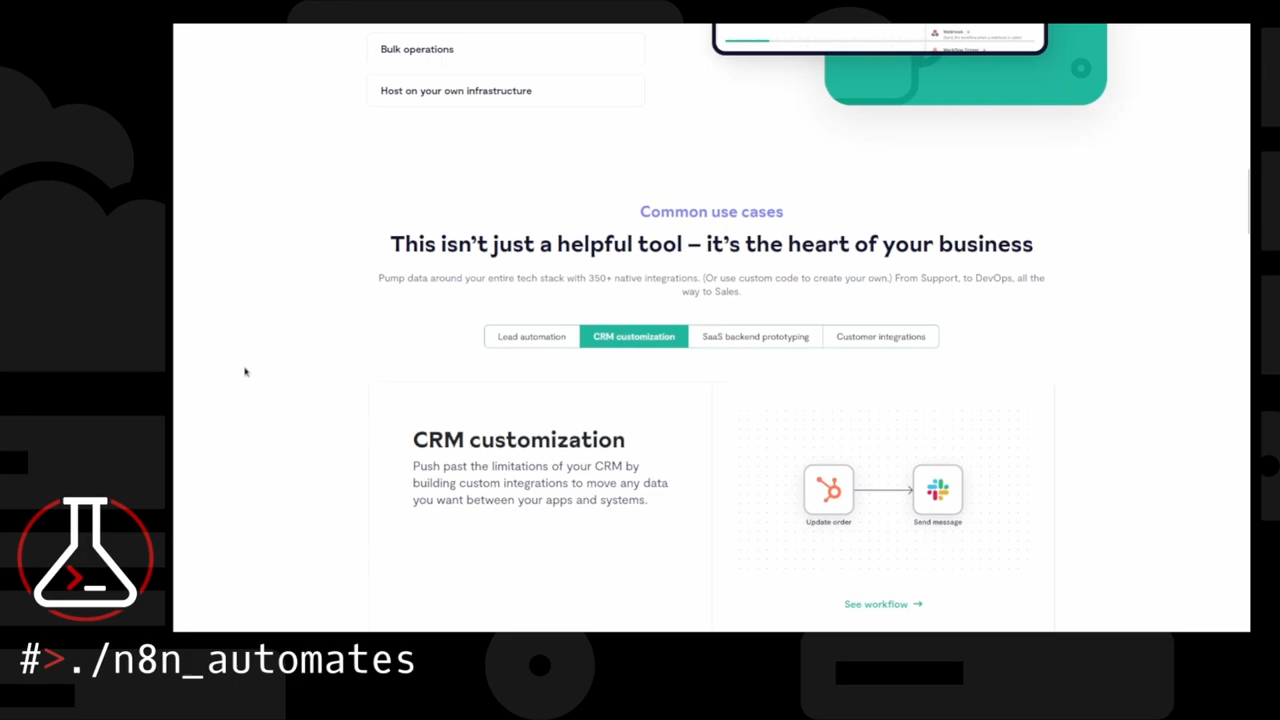 Webhook
Bulk operations
Workflow Trigger
Host on your own infrastructure
Common use cases
This isn't just a helpful tool – it's the heart of your business
Pump data around your entire tech stack with 350+ native integrations. (Or use custom code to create your own.) From Support, to DevOps, all the
way to Sales.
Lead automation CRM customization SaaS backend prototyping Customer integrations
CRM customization
Push past the limitations of your CRM by
building custom integrations to move any data
you want between your apps and systems.
Update order Send message
See workflow →
#>./n8n_automates